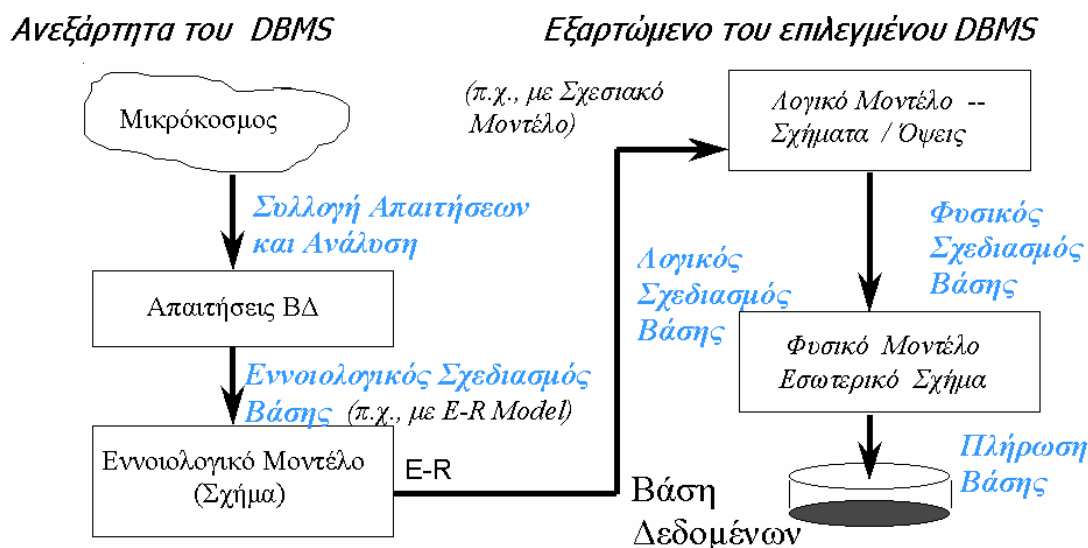 Ανεξάρτητα του DBMS
Μικρόκοσμος
Συλλογή Απαιτήσεων
και Ανάλυση
Απαιτήσεις ΒΔ
Εννοιολογικός Σχεδιασμός
Βάσης (π.χ., με E-R Model)
Εννοιολογικό Μοντέλο
(Σχήμα)
E-R
Εξαρτώμενο του επιλεγμένου DBMS
(π.χ., με Σχεσιακό
Μοντέλο)
Λογικό Μοντέλο --
Σχήματα / Όψεις
Λογικός
Σχεδιασμός
Βάσης
Φυσικός
Σχεδιασμός
Βάσης
Φυσικό Μοντέλο
Εσωτερικό Σχήμα
Πλήρωση
Βάσης
Βάση
Δεδομένων